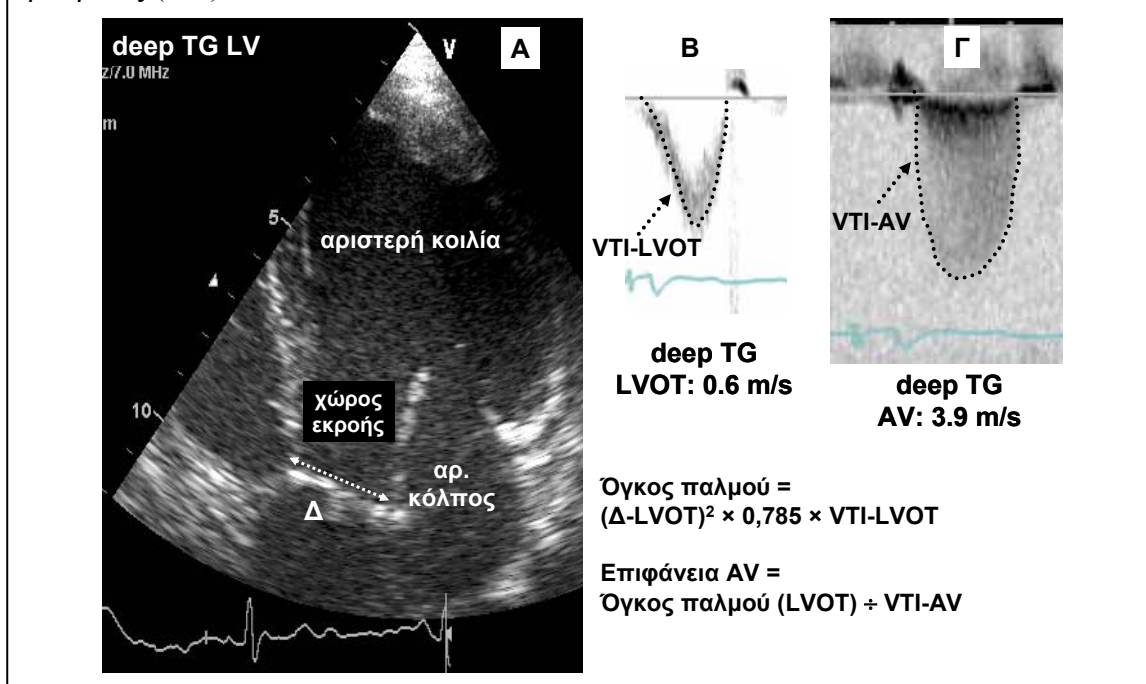 deep TG LV
V
A
z/7.0 MHz
m
5
αριστερή κοιλία
10
χώρος
εκροής
αρ.
κόλπος
Δ
B
VTI-LVOT
deep TG
LVOT: 0.6 m/s
Γ
VTI-AV
deep TG
AV: 3.9 m/s
Όγκος παλμού =
(Δ-LVOT)² × 0,785 × VTI-LVOT
Επιφάνεια AV =
Όγκος παλμού (LVOT) ÷ VTI-AV